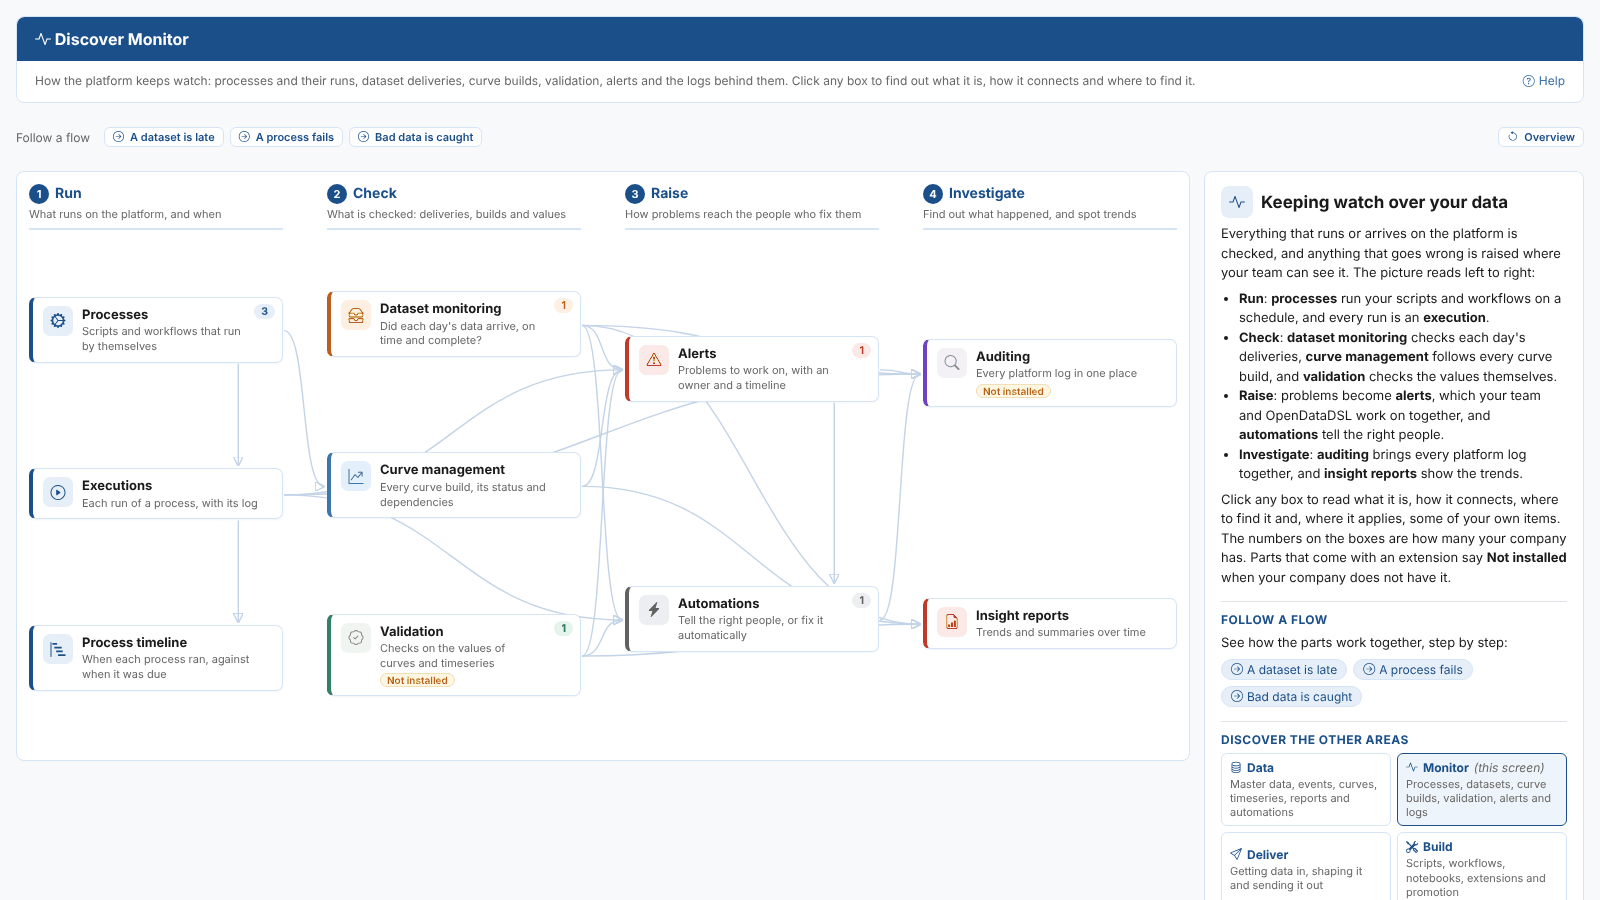 Discover Monitor
How the platform keeps watch: processes and their runs, dataset deliveries, curve builds, validation, alerts and the logs behind them. Click any box to find out what it is, how it connects and where to find it.
Help
Follow a flow
A dataset is late
A process fails
Bad data is caught
Overview
1 Run
What runs on the platform, and when
Processes
3
Scripts and workflows that run
by themselves
Executions
Each run of a process, with its log
Process timeline
When each process ran, against
when it was due
2 Check
What is checked: deliveries, builds and values
Dataset monitoring
1
Did each day's data arrive, on
time and complete?
Curve management
Every curve build, its status and
dependencies
Validation
1
Checks on the values of
curves and timeseries
Not installed
3 Raise
How problems reach the people who fix them
Alerts
1
Problems to work on, with an
owner and a timeline
Automations
1
Tell the right people, or fix it
automatically
4 Investigate
Find out what happened, and spot trends
Auditing
Every platform log in one place
Not installed
Insight reports
Trends and summaries over time
Keeping watch over your data
Everything that runs or arrives on the platform is
checked, and anything that goes wrong is raised where
your team can see it. The picture reads left to right:
• Run: processes run your scripts and workflows on a
schedule, and every run is an execution.
• Check: dataset monitoring checks each day's
deliveries, curve management follows every curve
build, and validation checks the values themselves.
• Raise: problems become alerts, which your team
and OpenDataDSL work on together, and
automations tell the right people.
• Investigate: auditing brings every platform log
together, and insight reports show the trends.
Click any box to read what it is, how it connects, where
to find it and, where it applies, some of your own items.
The numbers on the boxes are how many your company
has. Parts that come with an extension say Not installed
when your company does not have it.
FOLLOW A FLOW
See how the parts work together, step by step:
A dataset is late
A process fails
Bad data is caught
DISCOVER THE OTHER AREAS
Data
Master data, events, curves,
timeseries, reports and
automations
Monitor (this screen)
Processes, datasets, curve
builds, validation, alerts and
logs
Deliver
Getting data in, shaping it
and sending it out
Build
Scripts, workflows,
notebooks, extensions and
promotion